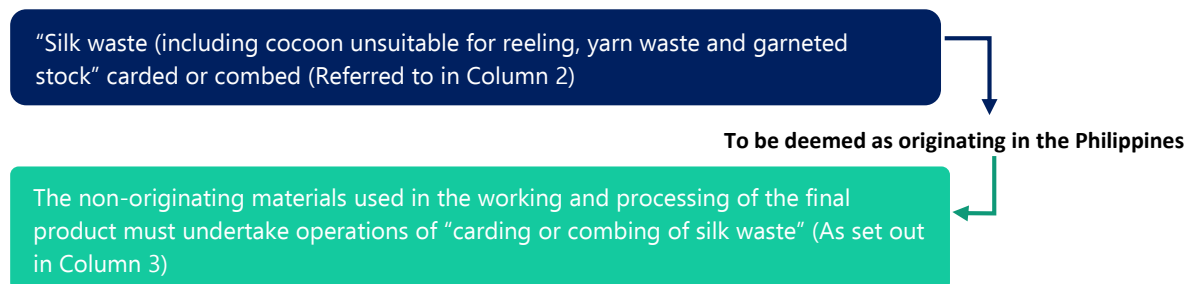 “Silk waste (including cocoon unsuitable for reeling, yarn waste and garneted
stock” carded or combed (Referred to in Column 2)
To be deemed as originating in the Philippines
The non-originating materials used in the working and processing of the final
product must undertake operations of “carding or combing of silk waste” (As set out
in Column 3)